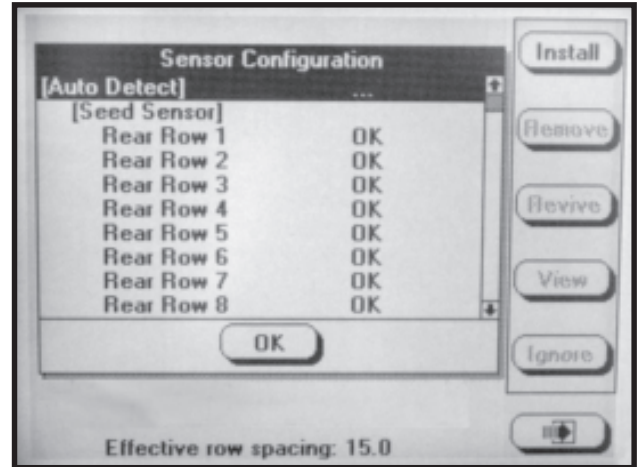 Sensor Configuration
[Auto Detect] ...
[Seed Sensor]
Rear Row 1 OK
Rear Row 2 OK
Rear Row 3 OK
Rear Row 4 OK
Rear Row 5 OK
Rear Row 6 OK
Rear Row 7 OK
Rear Row 8 OK
OK
Effective row spacing: 15.0
Install
Remove
Revive
View
Ignore